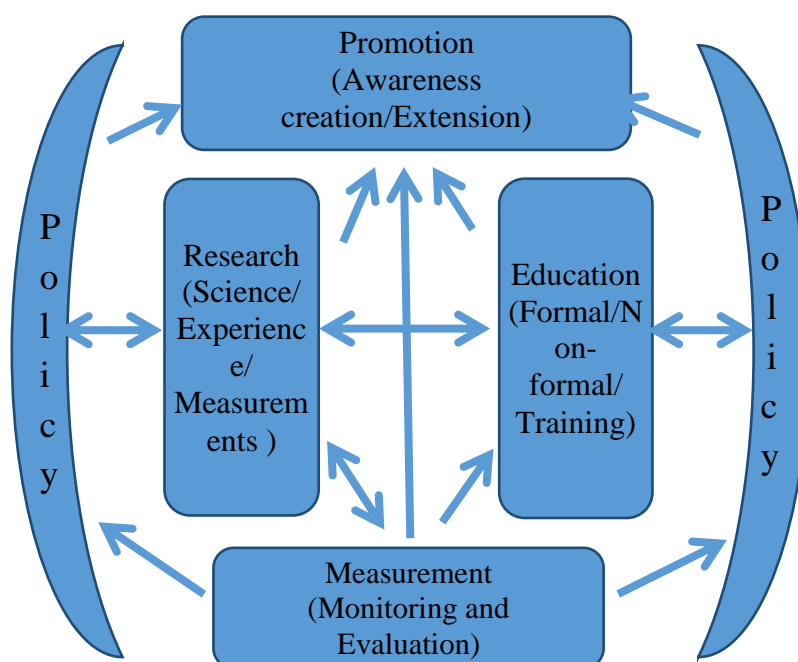 Promotion
(Awareness
creation/Extension)
P
o
l
i
c
y
Research
(Science/
Experienc
e/
Measurem
ents )
Education
(Formal/N
on-
formal/
Training)
P
o
l
i
c
y
Measurement
(Monitoring and
Evaluation)